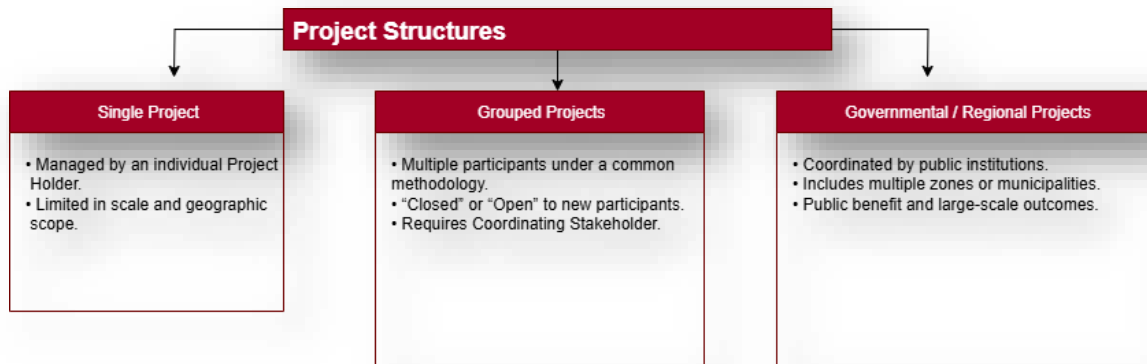 Project Structures
Single Project
• Managed by an individual Project
Holder.
• Limited in scale and geographic
scope.
Grouped Projects
• Multiple participants under a common
methodology.
• “Closed” or “Open” to new participants.
• Requires Coordinating Stakeholder.
Governmental / Regional Projects
• Coordinated by public institutions.
• Includes multiple zones or municipalities.
• Public benefit and large-scale outcomes.